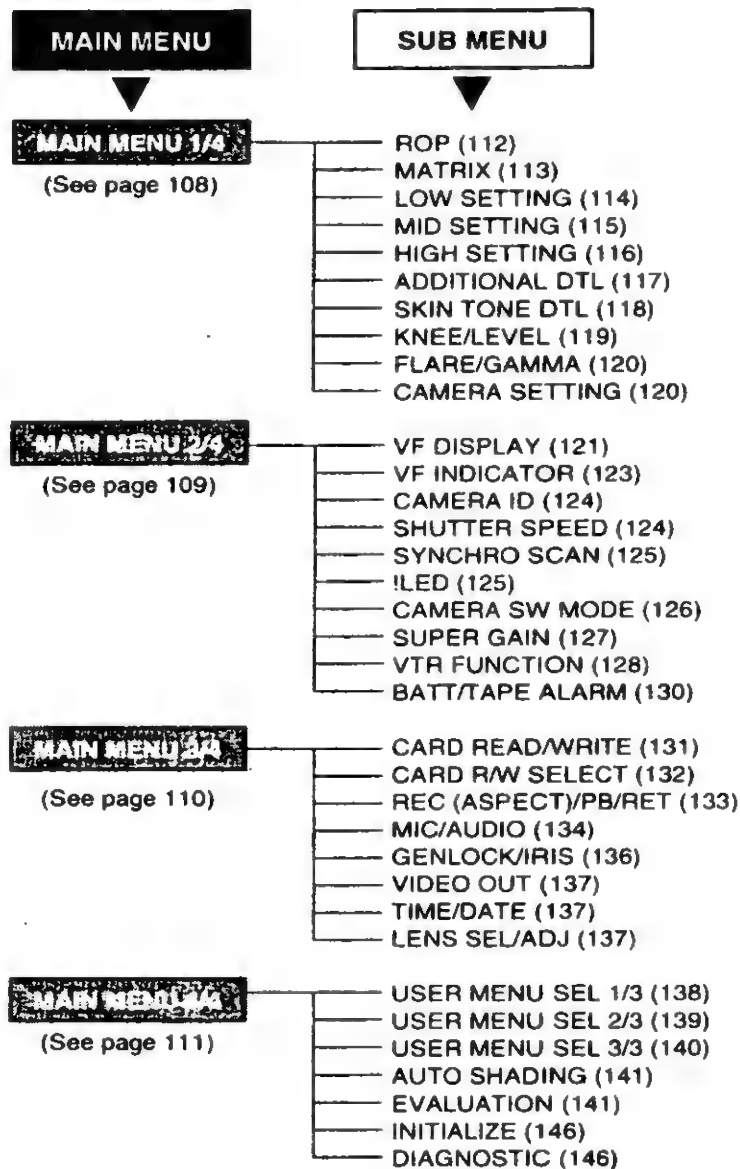 MAIN MENU
SUB MENU
MAIN MENU 1/4
(See page 108)
ROP (112)
MATRIX (113)
LOW SETTING (114)
MID SETTING (115)
HIGH SETTING (116)
ADDITIONAL DTL (117)
SKIN TONE DTL (118)
KNEE/LEVEL (119)
FLARE/GAMMA (120)
CAMERA SETTING (120)
MAIN MENU 2/4
(See page 109)
VF DISPLAY (121)
VF INDICATOR (123)
CAMERA ID (124)
SHUTTER SPEED (124)
SYNCHRO SCAN (125)
!LED (125)
CAMERA SW MODE (126)
SUPER GAIN (127)
VTR FUNCTION (128)
BATT/TAPE ALARM (130)
MAIN MENU 3/4
(See page 110)
CARD READ/WRITE (131)
CARD R/W SELECT (132)
REC (ASPECT)/PB/RET (133)
MIC/AUDIO (134)
GENLOCK/IRIS (136)
VIDEO OUT (137)
TIME/DATE (137)
LENS SEL/ADJ (137)
MAIN MENU 4/4
(See page 111)
USER MENU SEL 1/3 (138)
USER MENU SEL 2/3 (139)
USER MENU SEL 3/3 (140)
AUTO SHADING (141)
EVALUATION (141)
INITIALIZE (146)
DIAGNOSTIC (146)